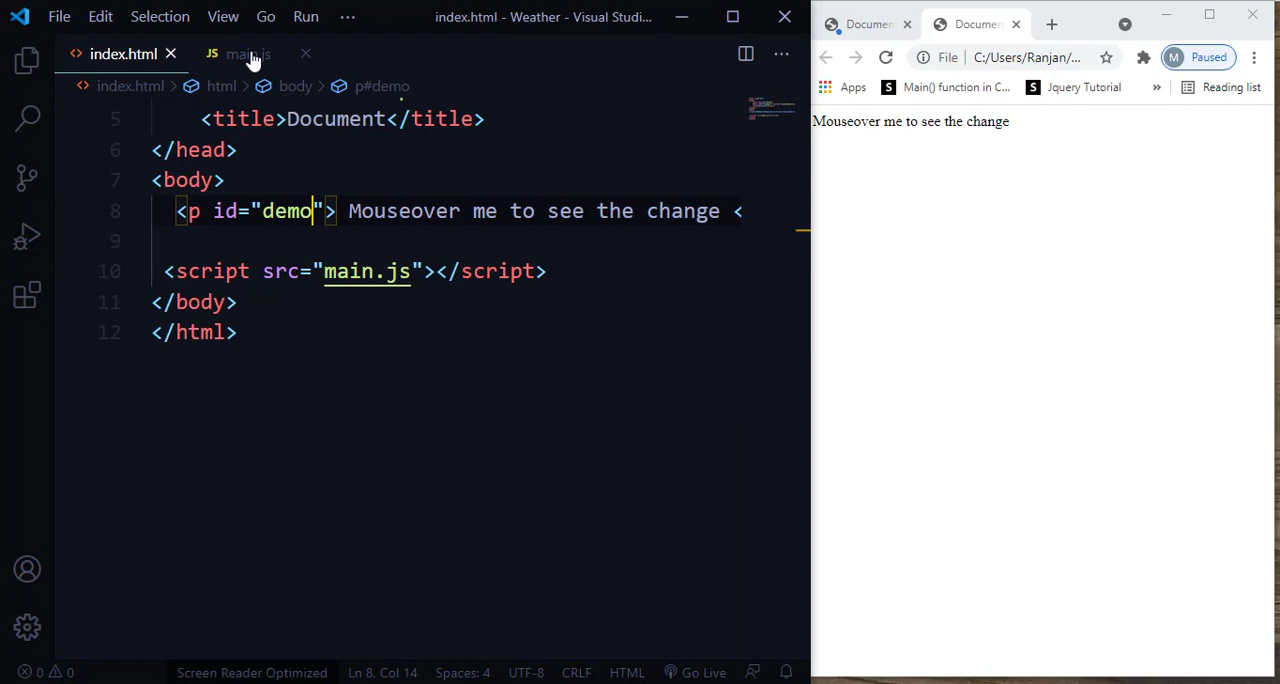 File Edit Selection View Go Run ··· index.html - Weather - Visual Studi...
index.html JS main.js
index.html > html > body > p#demo
5 <title>Document</title>
6 </head>
7 <body>
8 <p id="demo"> Mouseover me to see the change <
9
10 <script src="main.js"></script>
11 </body>
12 </html>
0 0 Screen Reader Optimized Ln 8, Col 14 Spaces: 4 UTF-8 CRLF HTML Go Live
Documen Documen
File C:/Users/Ranjan/... M Paused
Apps S Main() function in C... S Jquery Tutorial » Reading list
Mouseover me to see the change